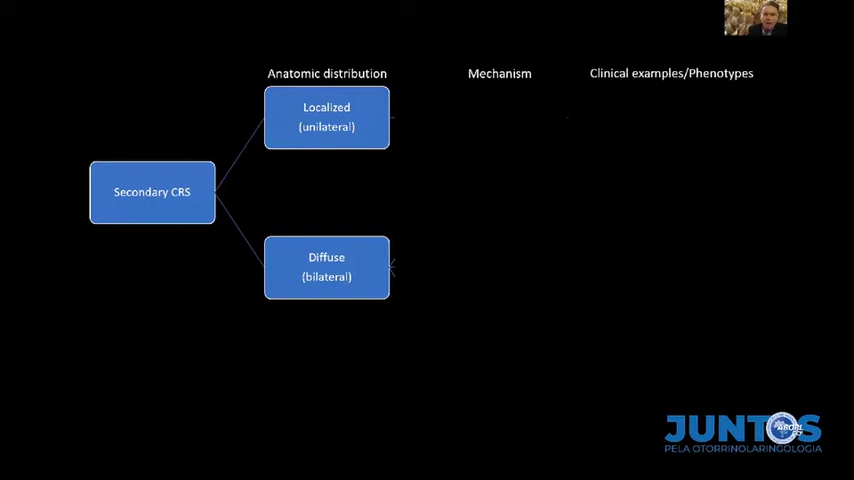 Anatomic distribution
Mechanism
Clinical examples/Phenotypes
Localized
(unilateral)
Secondary CRS
Diffuse
(bilateral)
JUNTOS
PELA OTORRINOLARINGOLOGIA